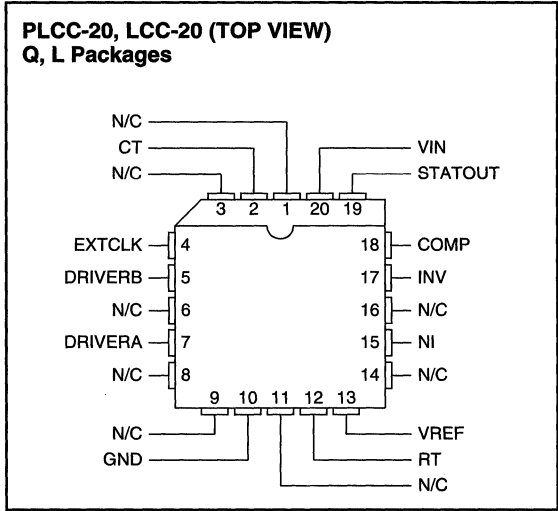 PLCC-20, LCC-20 (TOP VIEW)
Q, L Packages
N/C
CT
VIN
N/C
STATOUT
3 2 1 20 19
EXTCLK 4 18 COMP
DRIVERB 5 17 INV
N/C 6 16 N/C
DRIVERA 7 15 NI
N/C 8 14 N/C
9 10 11 12 13
N/C VREF
GND RT
N/C